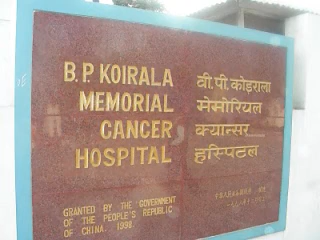 B.P. KOIRALA
MEMORIAL
CANCER
HOSPITAL
वी.पी.कोइराला
मेमोरियल
क्यान्सर
हस्पिटल
GRANTED BY THE GOVERNMENT
OF THE PEOPLE'S REPUBLIC
OF CHINA. 1998